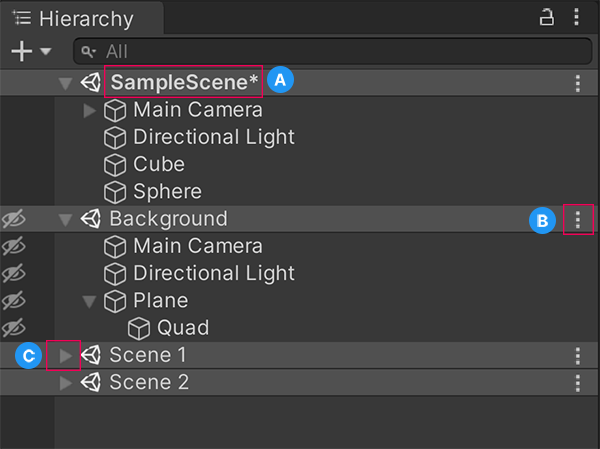 Hierarchy
All
SampleScene* A
Main Camera
Directional Light
Cube
Sphere
Background B
Main Camera
Directional Light
Plane
Quad
C Scene 1
Scene 2